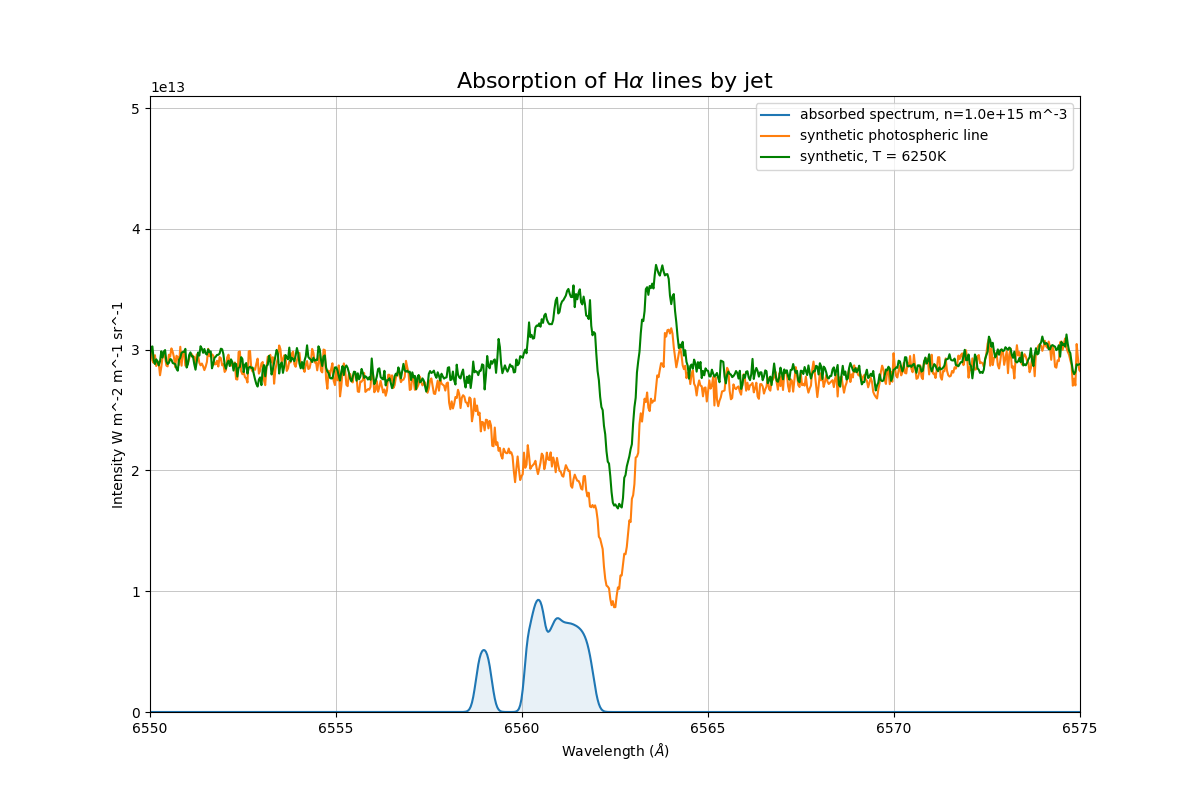 Absorption of Hα lines by jet
1e13
absorbed spectrum, n=1.0e+15 m^-3
synthetic photospheric line
synthetic, T = 6250K
5
4
3
2
1
0
Intensity W m^-2 m^-1 sr^-1
6550 6555 6560 6565 6570 6575
Wavelength (Å)